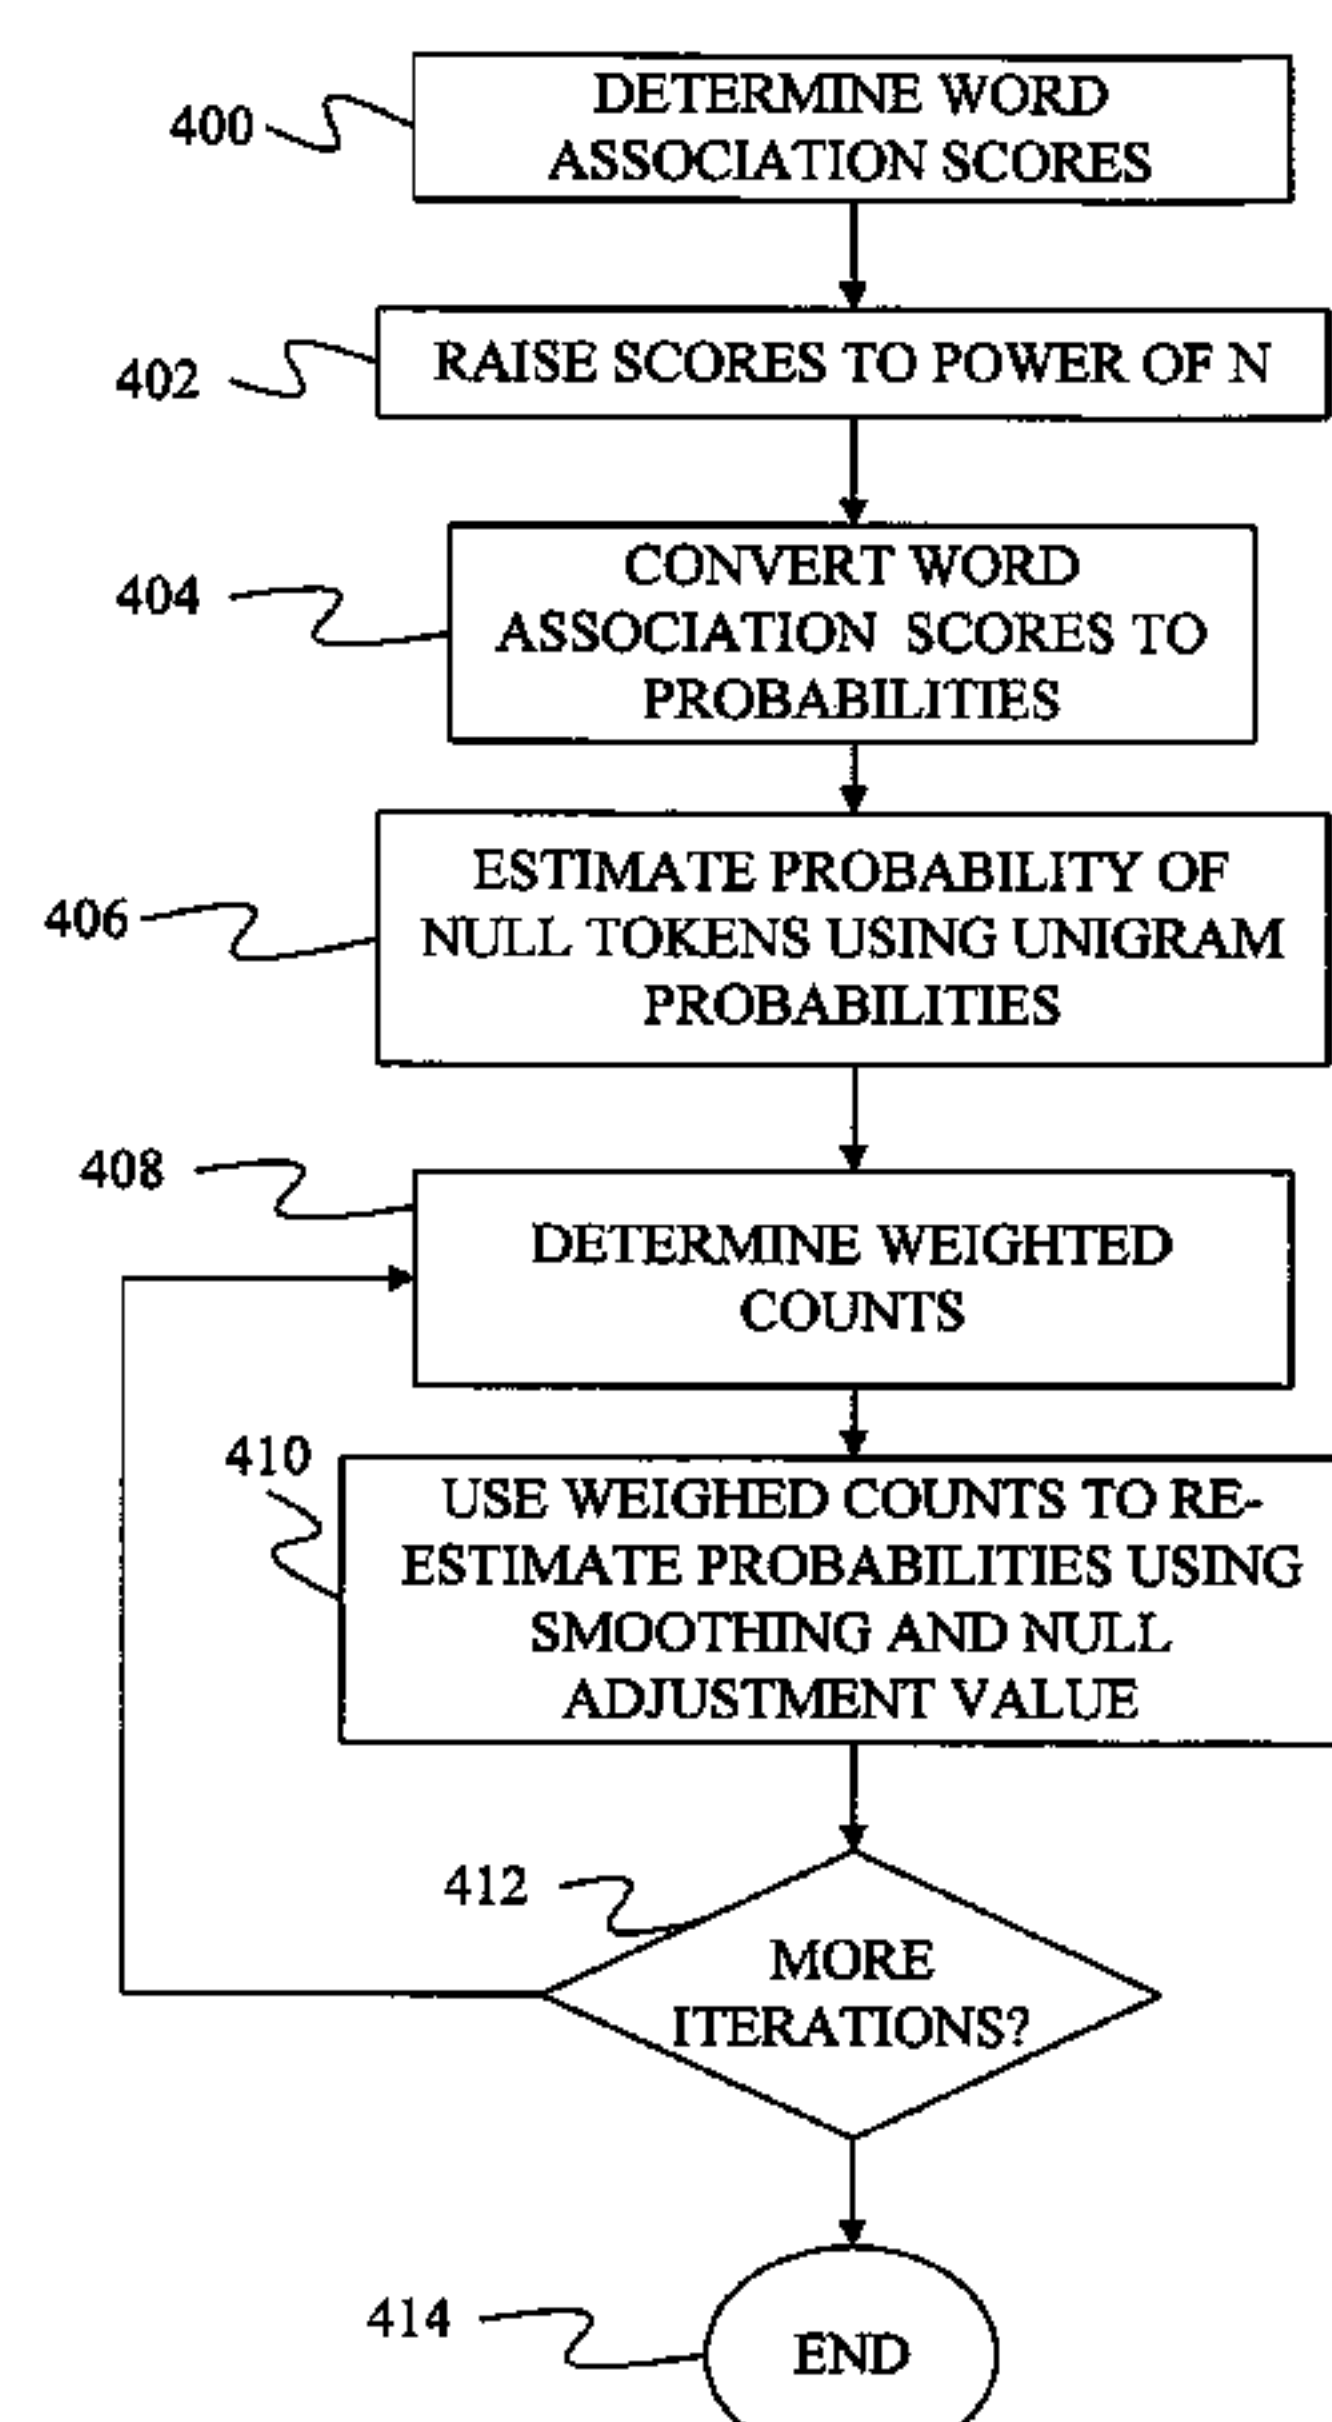 400
DETERMINE WORD
ASSOCIATION SCORES
402
RAISE SCORES TO POWER OF N
404
CONVERT WORD
ASSOCIATION SCORES TO
PROBABILITIES
406
ESTIMATE PROBABILITY OF
NULL TOKENS USING UNIGRAM
PROBABILITIES
408
DETERMINE WEIGHTED
COUNTS
410
USE WEIGHED COUNTS TO RE-
ESTIMATE PROBABILITIES USING
SMOOTHING AND NULL
ADJUSTMENT VALUE
412
MORE
ITERATIONS?
414
END